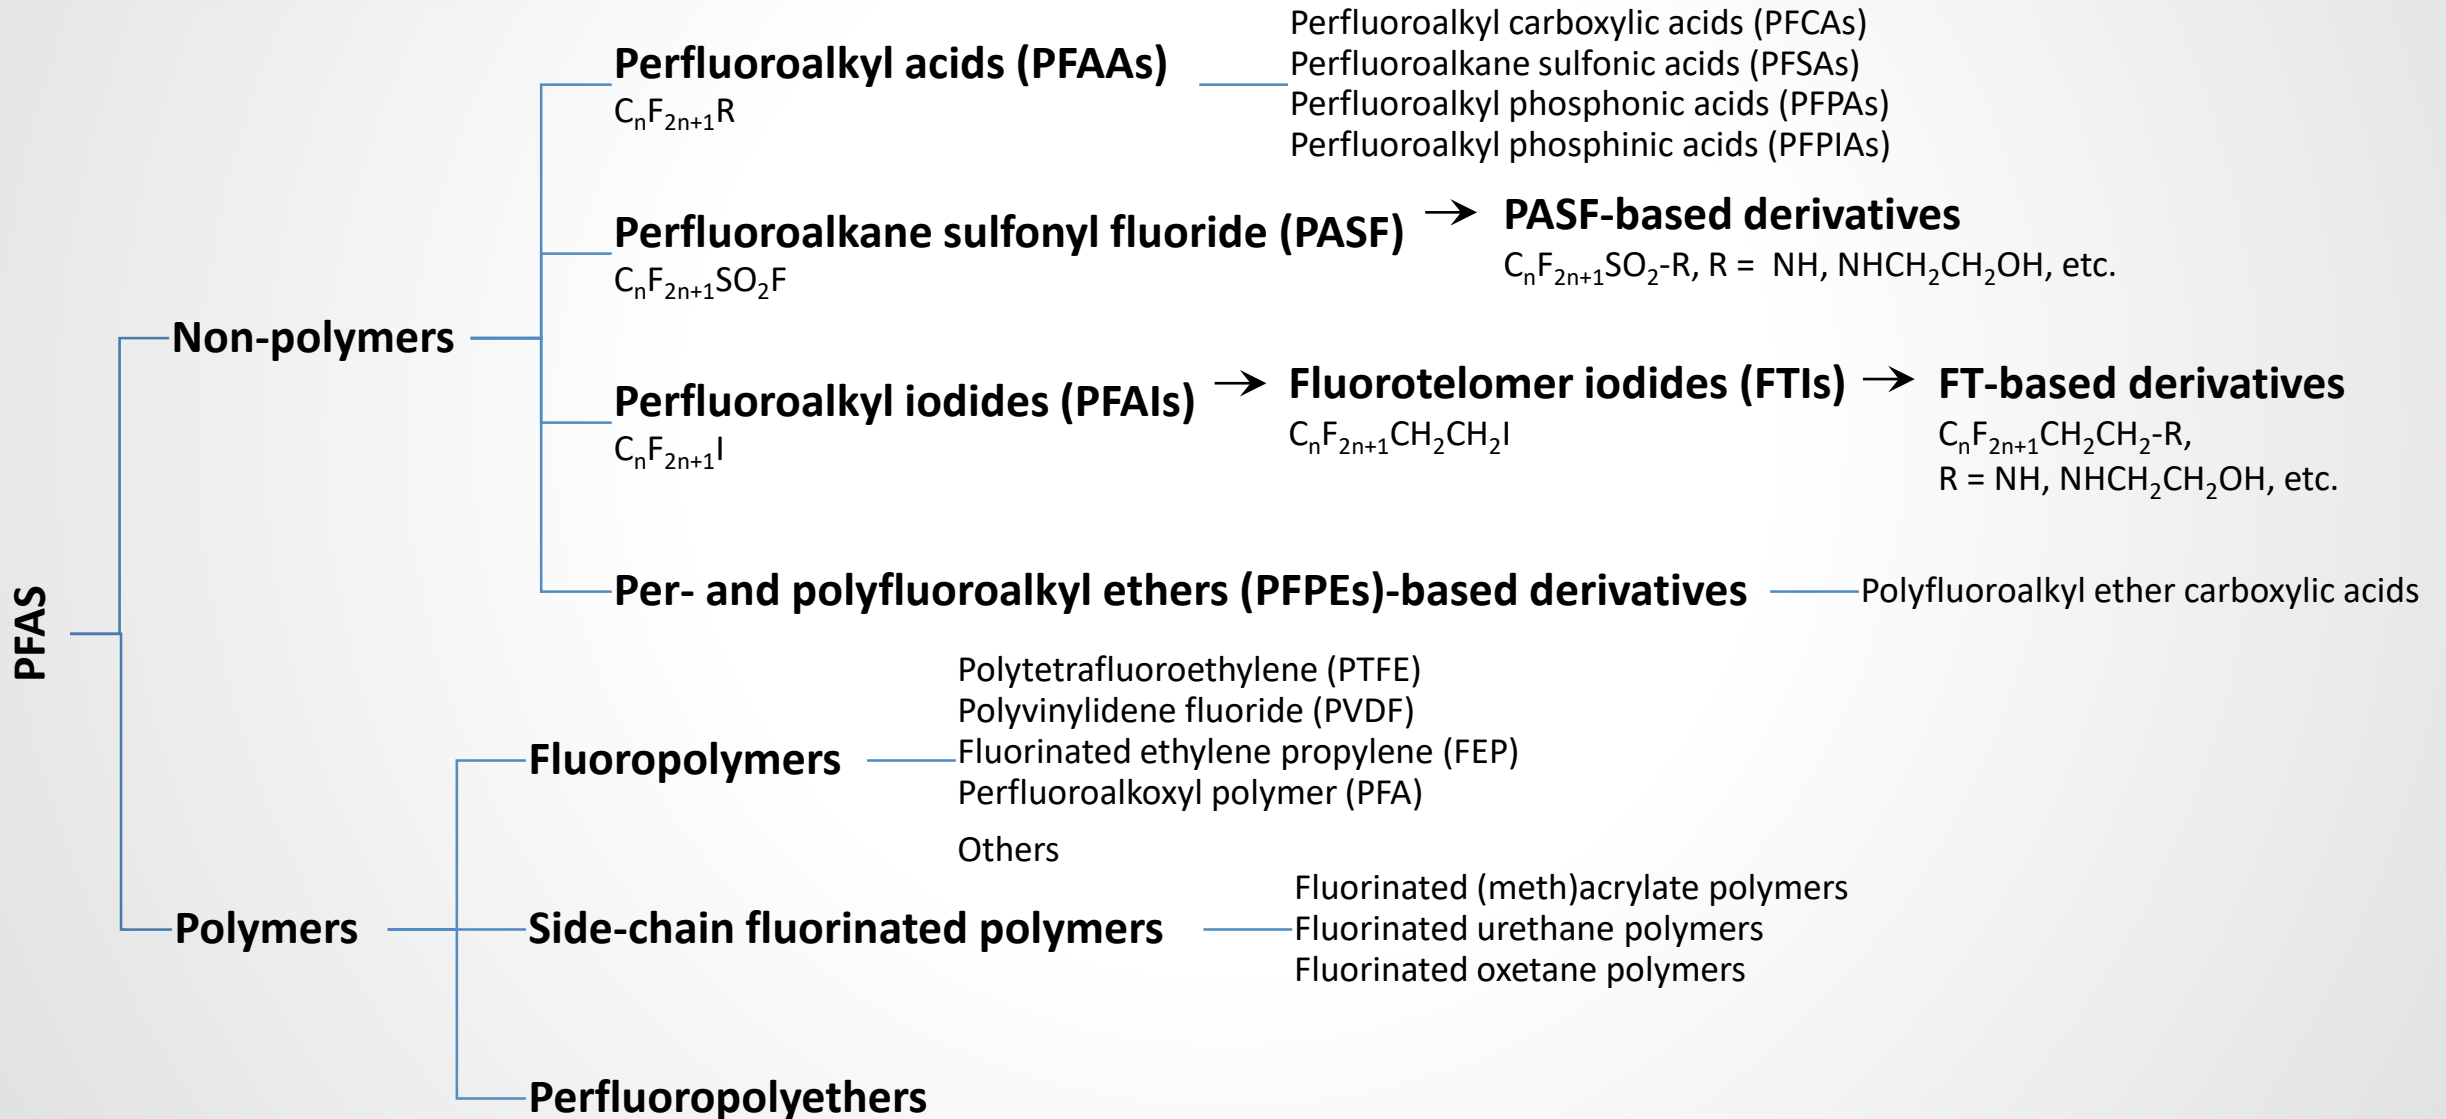 PFAS
Non-polymers
Perfluoroalkyl acids (PFAAs)
CₙF₂ₙ₊₁R
Perfluoroalkyl carboxylic acids (PFCAs)
Perfluoroalkane sulfonic acids (PFSAs)
Perfluoroalkyl phosphonic acids (PFPAs)
Perfluoroalkyl phosphinic acids (PFPIAs)
Perfluoroalkane sulfonyl fluoride (PASF)
CₙF₂ₙ₊₁SO₂F
→ PASF-based derivatives
CₙF₂ₙ₊₁SO₂-R, R = NH, NHCH₂CH₂OH, etc.
Perfluoroalkyl iodides (PFAIs)
CₙF₂ₙ₊₁I
→ Fluorotelomer iodides (FTIs)
CₙF₂ₙ₊₁CH₂CH₂I
→ FT-based derivatives
CₙF₂ₙ₊₁CH₂CH₂-R,
R = NH, NHCH₂CH₂OH, etc.
Per- and polyfluoroalkyl ethers (PFPEs)-based derivatives
Polyfluoroalkyl ether carboxylic acids
Polymers
Fluoropolymers
Polytetrafluoroethylene (PTFE)
Polyvinylidene fluoride (PVDF)
Fluorinated ethylene propylene (FEP)
Perfluoroalkoxyl polymer (PFA)
Others
Side-chain fluorinated polymers
Fluorinated (meth)acrylate polymers
Fluorinated urethane polymers
Fluorinated oxetane polymers
Perfluoropolyethers